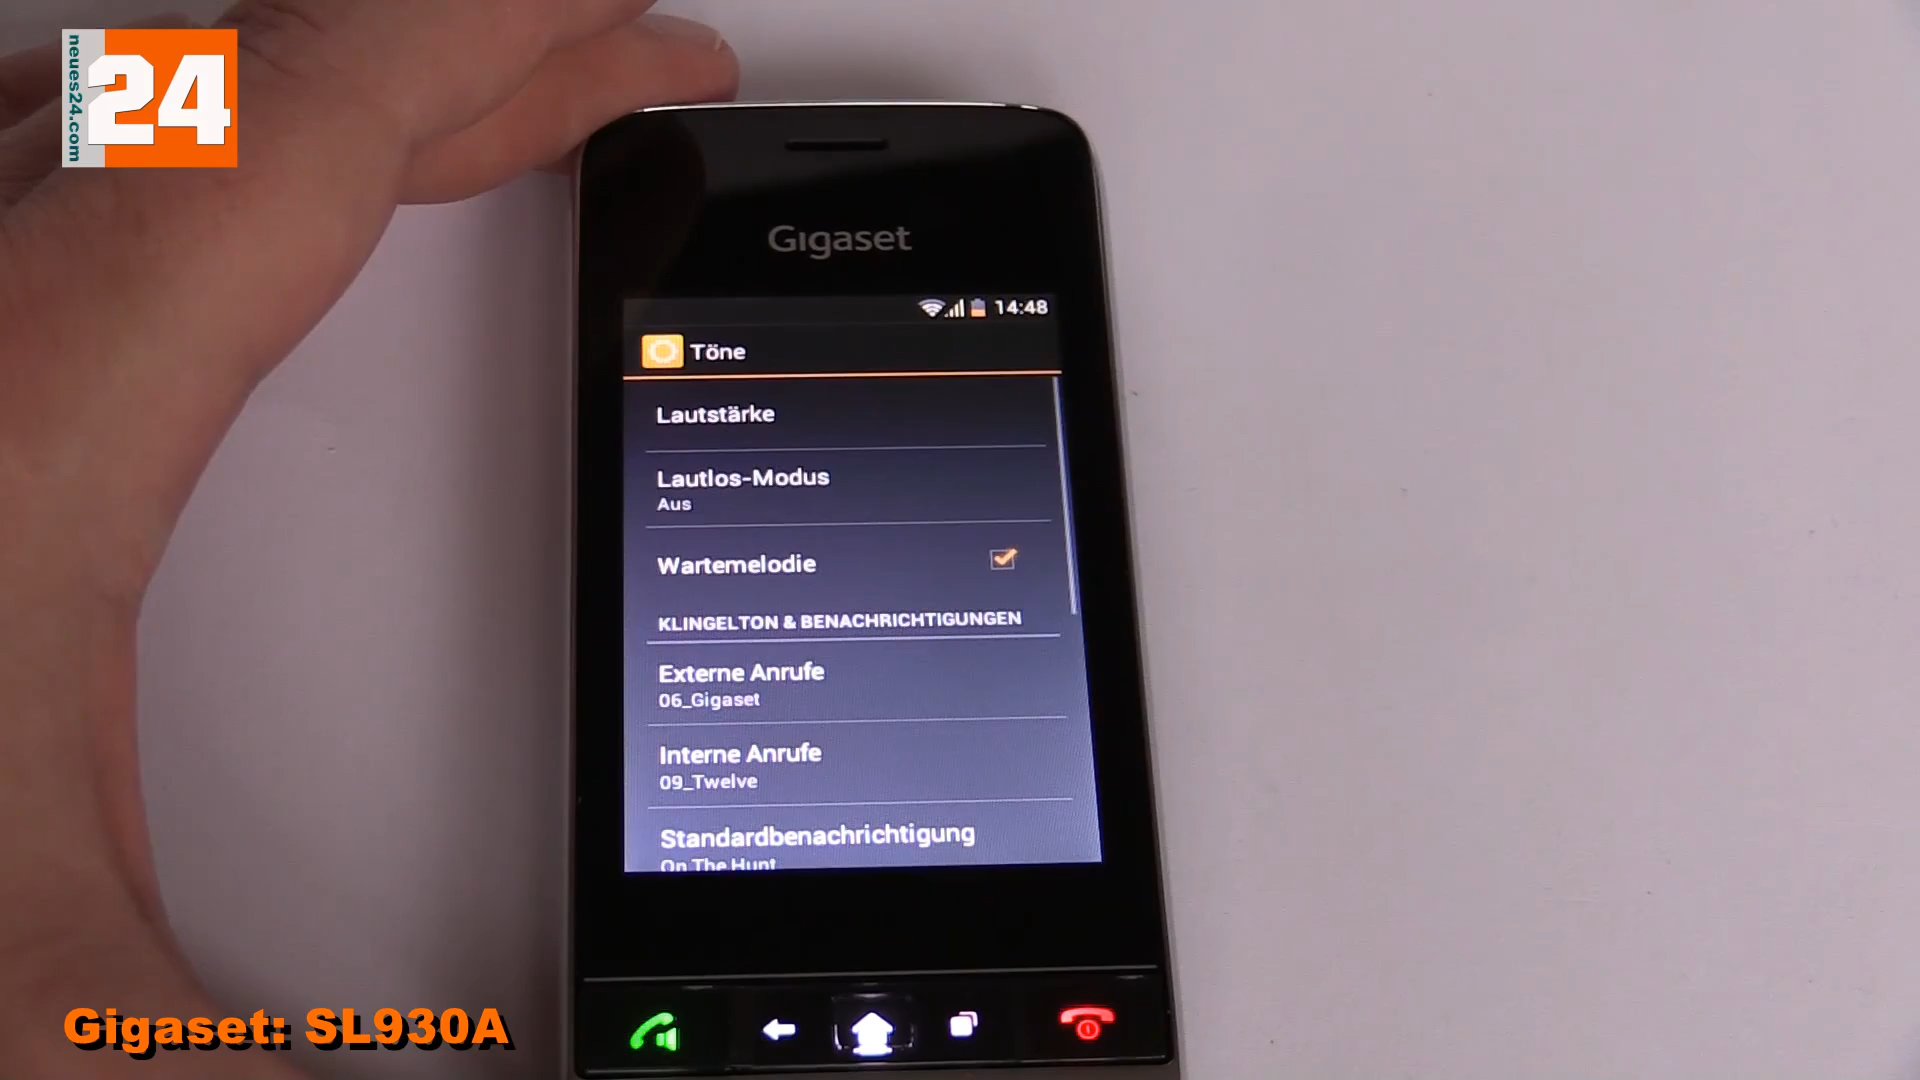 neues24.com
24
Gigaset
14:48
Töne
Lautstärke
Lautlos-Modus
Aus
Wartemelodie
KLINGELTON & BENACHRICHTIGUNGEN
Externe Anrufe
06_Gigaset
Interne Anrufe
09_Twelve
Standardbenachrichtigung
On The Hunt
Gigaset: SL930A